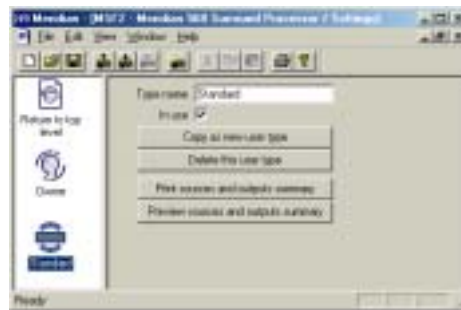 Meridian - [MSF2 - Meridian 568 Surround Processor / Settings]
File Edit View Window Help
Return to top
level
Type name Standard
In use
Copy as new user type
Delete this user type
Print sources and outputs summary
Preview sources and outputs summary
Standard
Ready